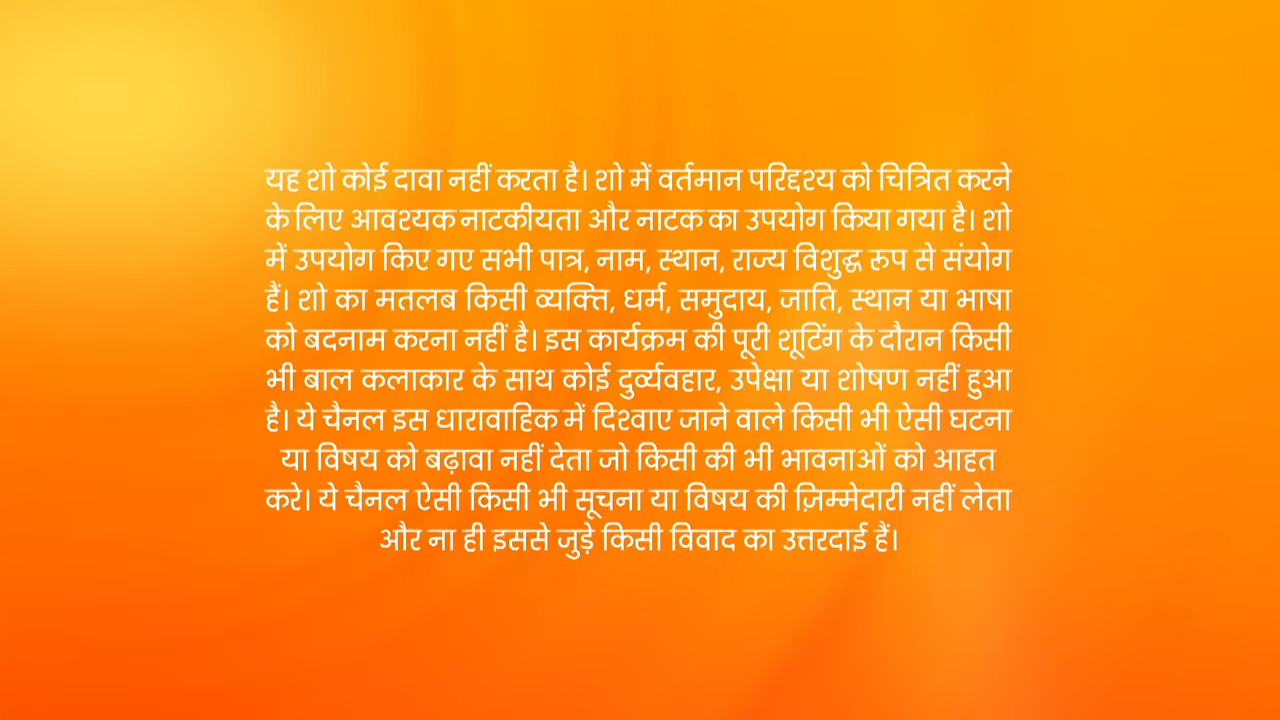 यह शो कोई दावा नहीं करता है। शो में वर्तमान परिद्दश्य को चित्रित करने
के लिए आवश्यक नाटकीयता और नाटक का उपयोग किया गया है। शो
में उपयोग किए गए सभी पात्र, नाम, स्थान, राज्य विशुद्ध रुप से संयोग
हैं। शो का मतलब किसी व्यक्ति, धर्म, समुदाय, जाति, स्थान या भाषा
को बदनाम करना नहीं है। इस कार्यक्रम की पूरी शूटिंग के दौरान किसी
भी बाल कलाकार के साथ कोई दुर्व्यवहार, उपेक्षा या शोषण नहीं हुआ
है। ये चैनल इस धारावाहिक में दिखाए जाने वाले किसी भी ऐसी घटना
या विषय को बढ़ावा नहीं देता जो किसी की भी भावनाओं को आहत
करे। ये चैनल ऐसी किसी भी सूचना या विषय की ज़िम्मेदारी नहीं लेता
और ना ही इससे जुड़े किसी विवाद का उत्तरदाई हैं।